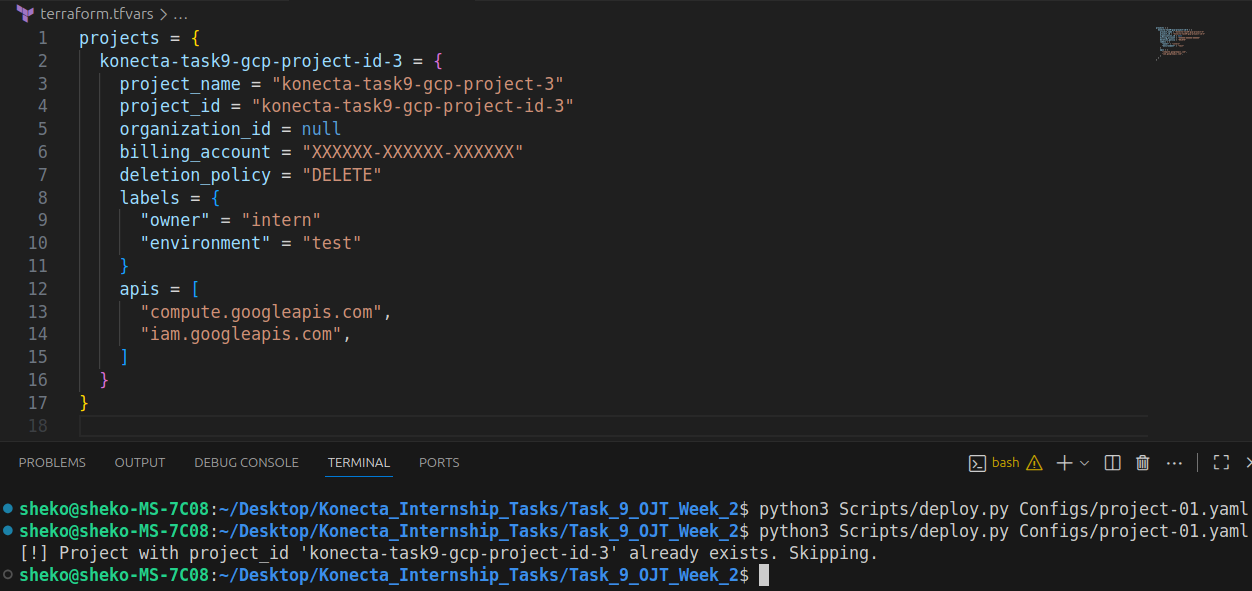 terraform.tfvars > ...
1 projects = {
2 konecta-task9-gcp-project-id-3 = {
3 project_name = "konecta-task9-gcp-project-3"
4 project_id = "konecta-task9-gcp-project-id-3"
5 organization_id = null
6 billing_account = "XXXXXX-XXXXXX-XXXXXX"
7 deletion_policy = "DELETE"
8 labels = {
9 "owner" = "intern"
10 "environment" = "test"
11 }
12 apis = [
13 "compute.googleapis.com",
14 "iam.googleapis.com",
15 ]
16 }
17 }
18
PROBLEMS OUTPUT DEBUG CONSOLE TERMINAL PORTS bash
sheko@sheko-MS-7C08:~/Desktop/Konecta_Internship_Tasks/Task_9_OJT_Week_2$ python3 Scripts/deploy.py Configs/project-01.yaml
sheko@sheko-MS-7C08:~/Desktop/Konecta_Internship_Tasks/Task_9_OJT_Week_2$ python3 Scripts/deploy.py Configs/project-01.yaml
[!] Project with project_id 'konecta-task9-gcp-project-id-3' already exists. Skipping.
sheko@sheko-MS-7C08:~/Desktop/Konecta_Internship_Tasks/Task_9_OJT_Week_2$